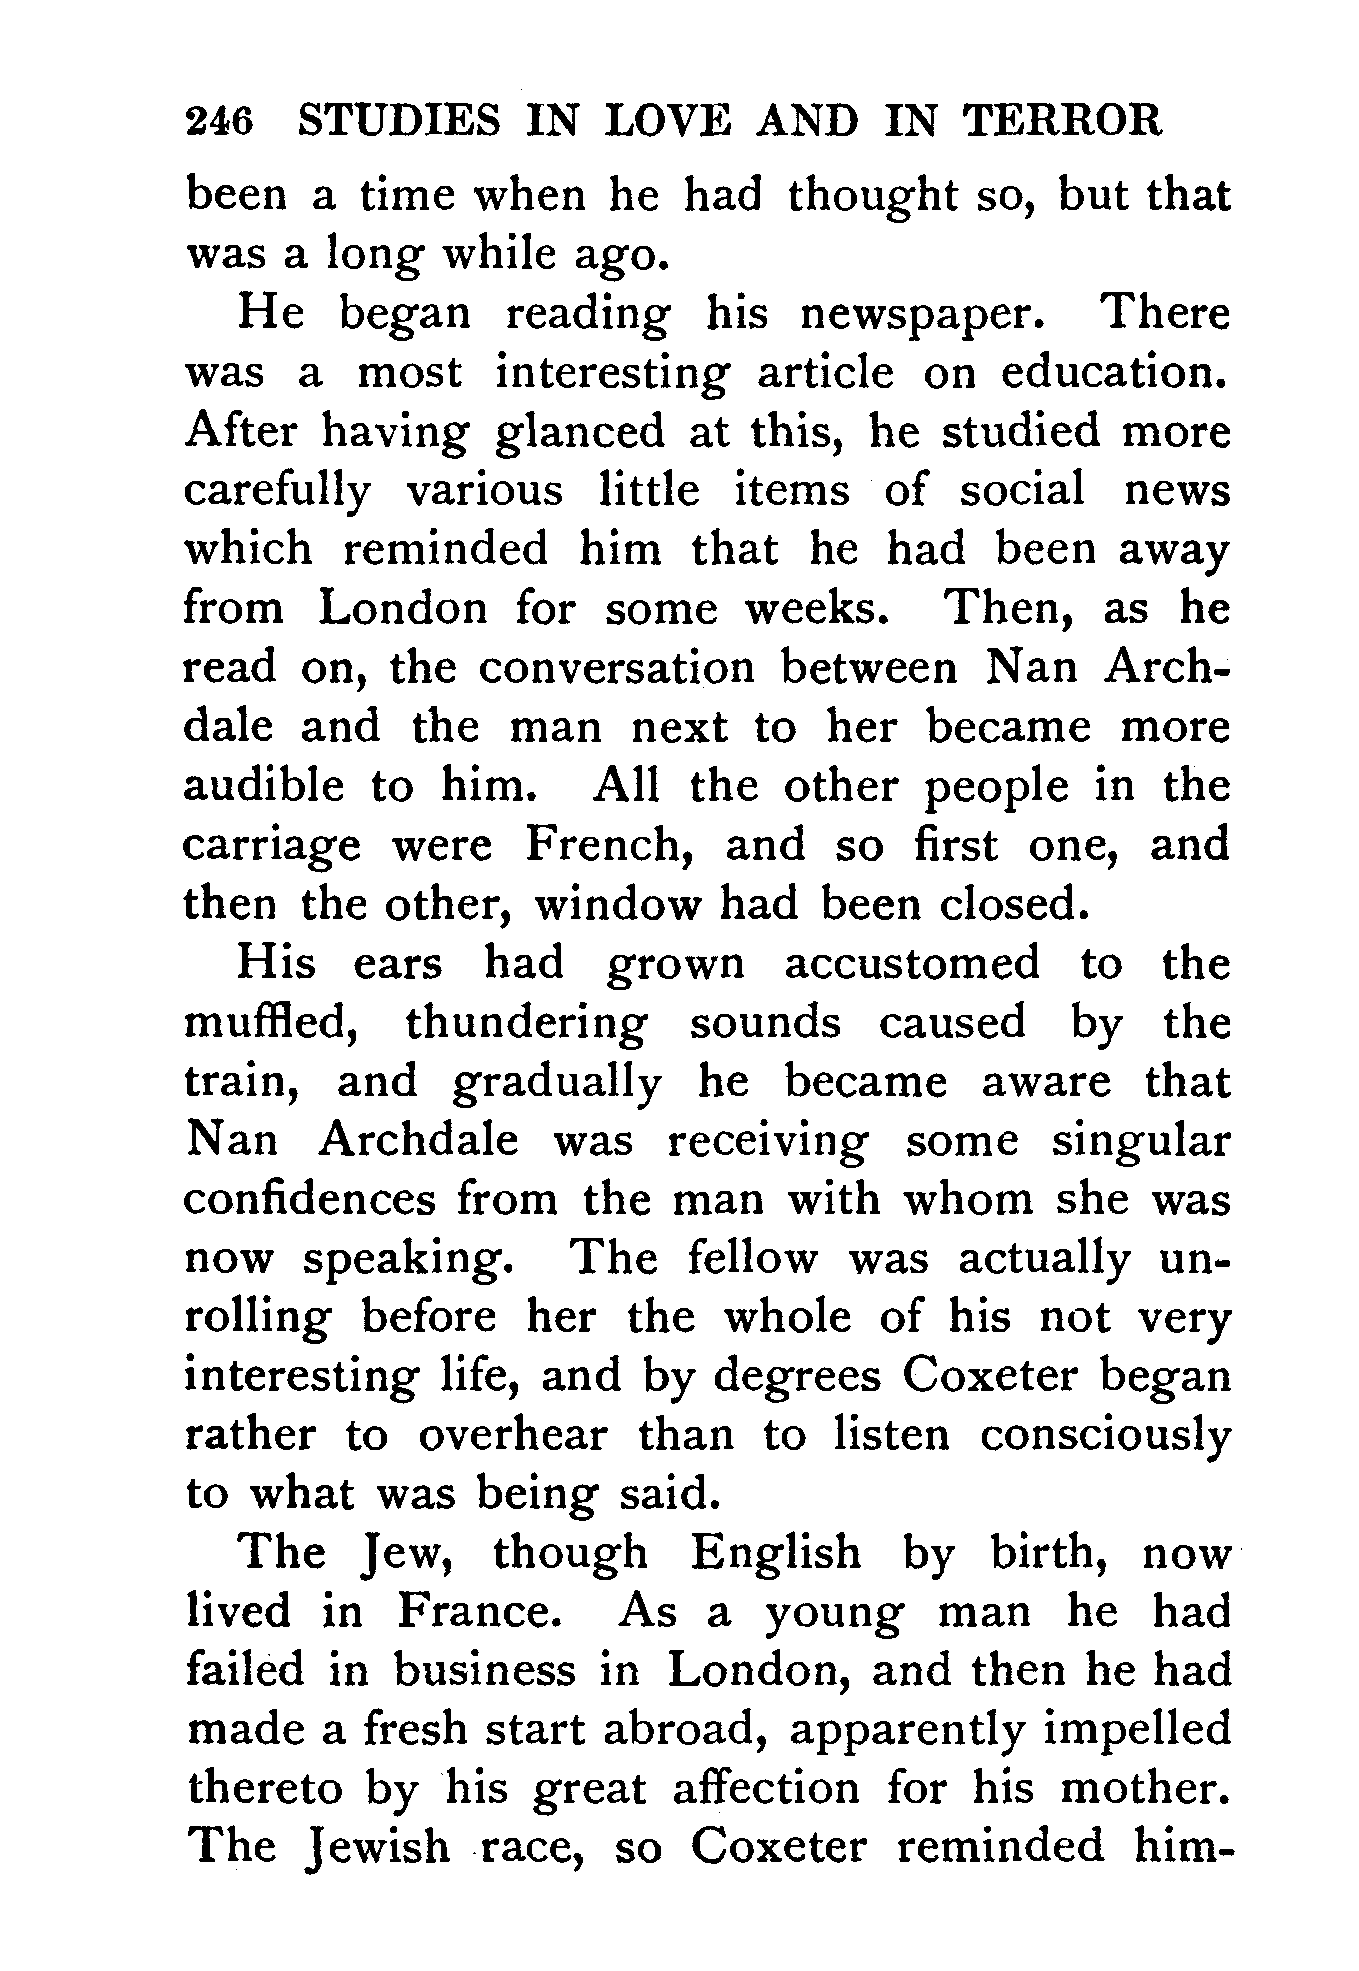 246 STUDIES IN LOVE AND IN TERROR
been a time when he had thought so, but that
was a long while ago.
He began reading his newspaper. There
was a most interesting article on education.
After having glanced at this, he studied more
carefully various little items of social news
which reminded him that he had been away
from London for some weeks. Then, as he
read on, the conversation between Nan Arch-
dale and the man next to her became more
audible to him. All the other people in the
carriage were French, and so first one, and
then the other, window had been closed.
His ears had grown accustomed to the
muffled, thundering sounds caused by the
train, and gradually he became aware that
Nan Archdale was receiving some singular
confidences from the man with whom she was
now speaking. The fellow was actually un-
rolling before her the whole of his not very
interesting life, and by degrees Coxeter began
rather to overhear than to listen consciously
to what was being said.
The Jew, though English by birth, now
lived in France. As a young man he had
failed in business in London, and then he had
made a fresh start abroad, apparently impelled
thereto by his great affection for his mother.
The Jewish race, so Coxeter reminded him-